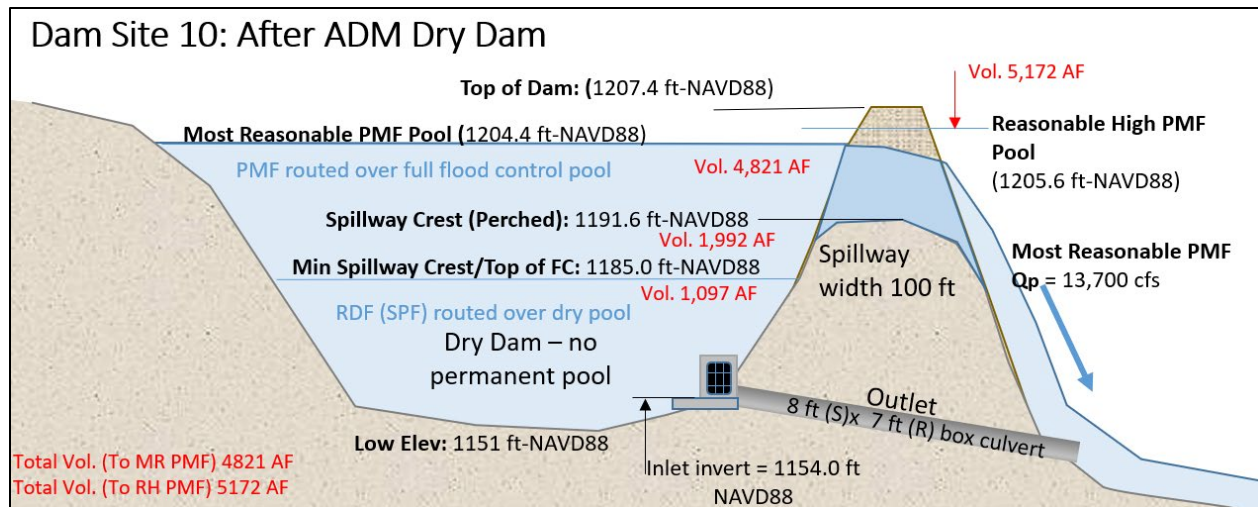 Dam Site 10: After ADM Dry Dam
Vol. 5,172 AF
Top of Dam: (1207.4 ft-NAVD88)
Most Reasonable PMF Pool (1204.4 ft-NAVD88)
Reasonable High PMF
Pool
(1205.6 ft-NAVD88)
PMF routed over full flood control pool
Vol. 4,821 AF
Spillway Crest (Perched): 1191.6 ft-NAVD88
Vol. 1,992 AF
Min Spillway Crest/Top of FC: 1185.0 ft-NAVD88
Vol. 1,097 AF
Spillway
width 100 ft
Most Reasonable PMF
Qp = 13,700 cfs
RDF (SPF) routed over dry pool
Dry Dam – no
permanent pool
Outlet
8 ft (S)x 7 ft (R) box culvert
Low Elev: 1151 ft-NAVD88
Inlet invert = 1154.0 ft
NAVD88
Total Vol. (To MR PMF) 4821 AF
Total Vol. (To RH PMF) 5172 AF